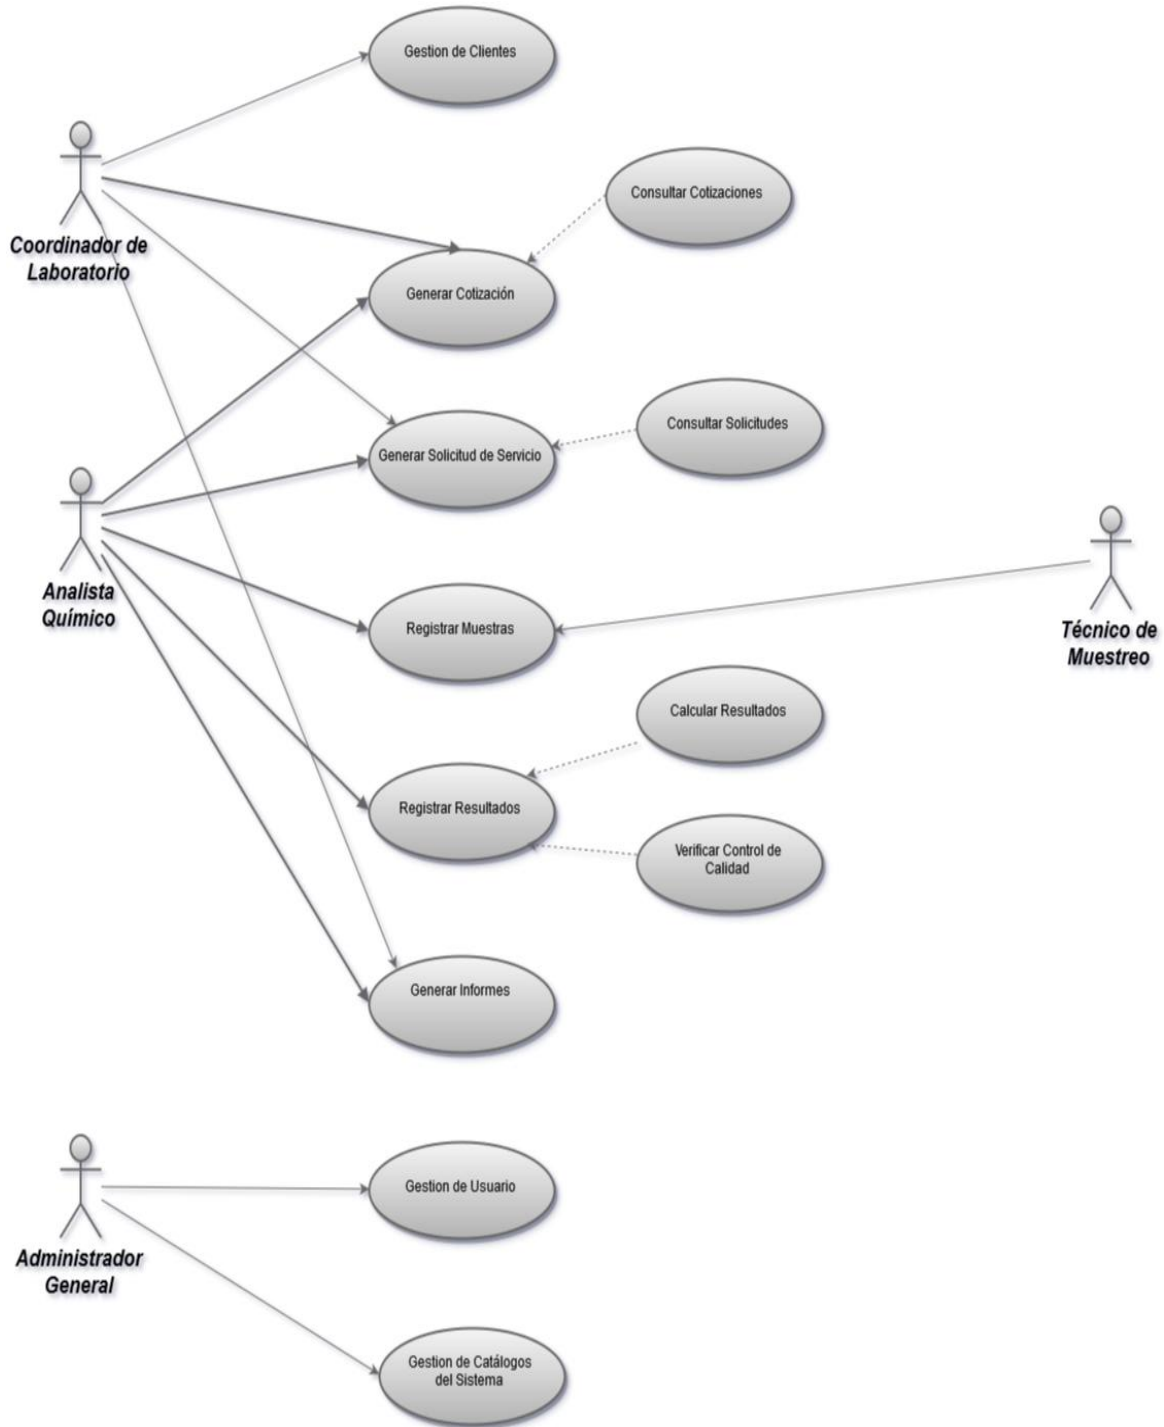 Gestion de Clientes
Consultar Cotizaciones
Coordinador de
Laboratorio
Generar Cotización
Consultar Solicitudes
Generar Solicitud de Servicio
Analista
Químico
Registrar Muestras
Técnico de
Muestreo
Calcular Resultados
Registrar Resultados
Verificar Control de
Calidad
Generar Informes
Gestion de Usuario
Administrador
General
Gestion de Catálogos
del Sistema